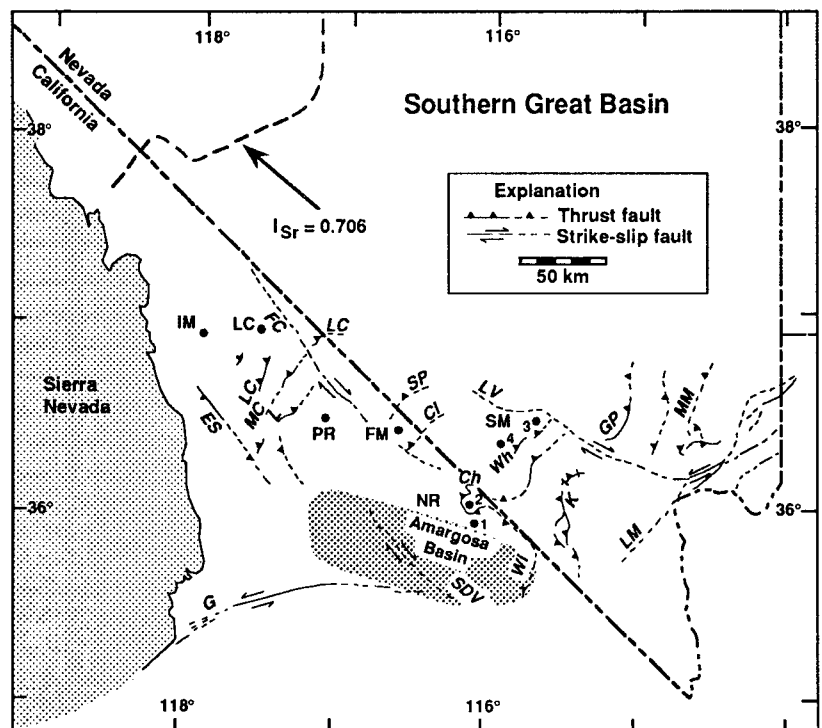 118°
116°
Nevada
California
Southern Great Basin
38°
38°
Explanation
Thrust fault
Strike-slip fault
50 km
I Sr = 0.706
IM
LC
FC
LC
SP
LV
Sierra
Nevada
LC
MC
Cl
SM
3
GP
MM
ES
PR
FM
4
Wh
Ch
K
36°
NR
2
36°
1
Amargosa
Basin
LM
WI
SDV
G
118°
116°